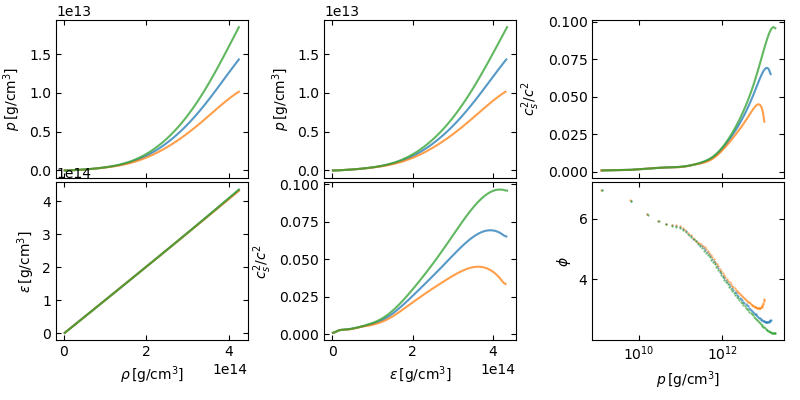 1e13
1.5
1.0
0.5
0.0
p [g/cm³]
1e13
1.5
1.0
0.5
0.0
p [g/cm³]
0.100
0.075
0.050
0.025
0.000
c_s²/c²
1e14
4
3
2
1
0
ε [g/cm³]
0 2 4
1e14
ρ [g/cm³]
0.100
0.075
0.050
0.025
0.000
c_s²/c²
0 2 4
1e14
ε [g/cm³]
6
4
ϕ
10¹⁰ 10¹²
p [g/cm³]